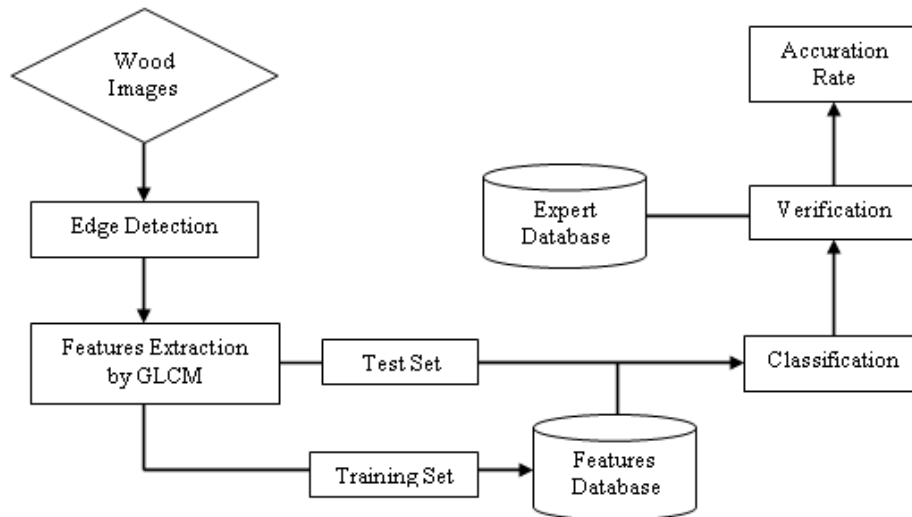 Wood
Images
Edge Detection
Features Extraction
by GLCM
Test Set
Training Set
Features
Database
Classification
Verification
Expert
Database
Accuration
Rate